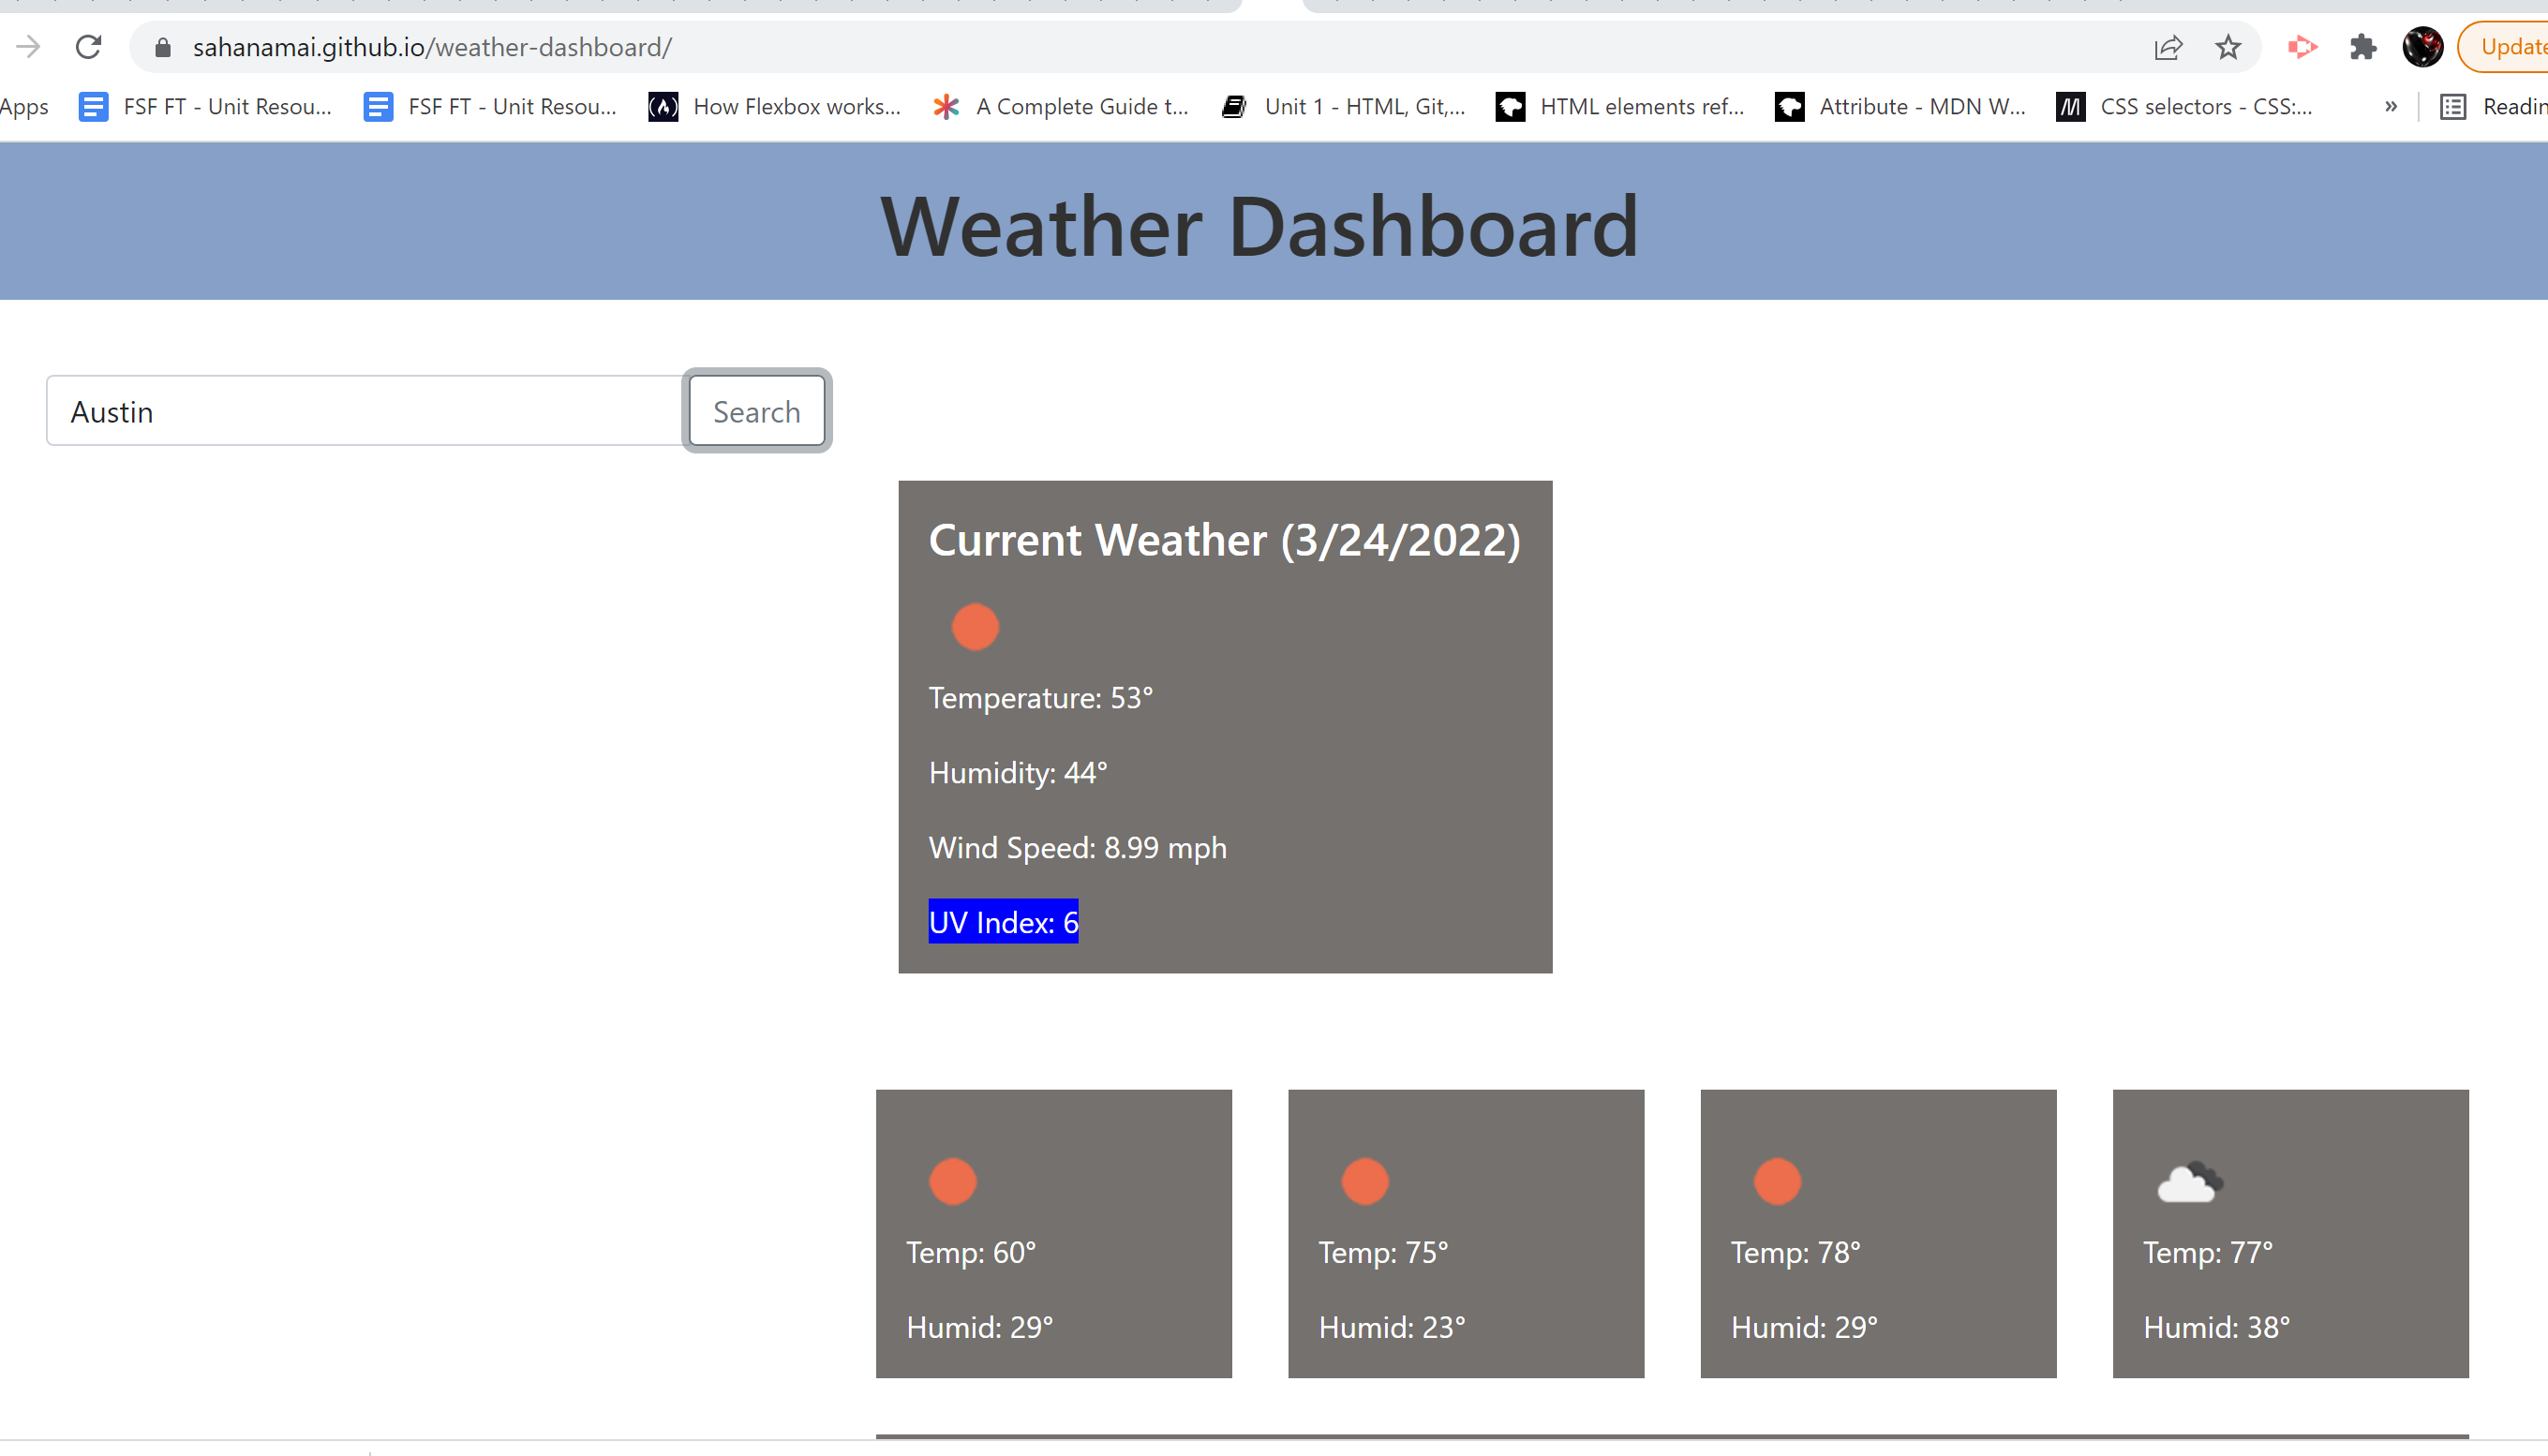 sahanamai.github.io/weather-dashboard/
Update
Apps FSF FT - Unit Resou... FSF FT - Unit Resou... How Flexbox works... A Complete Guide t... Unit 1 - HTML, Git,... HTML elements ref... Attribute - MDN W... CSS selectors - CSS:... » Readin
Weather Dashboard
Austin Search
Current Weather (3/24/2022)
Temperature: 53°
Humidity: 44°
Wind Speed: 8.99 mph
UV Index: 6
Temp: 60° Temp: 75° Temp: 78° Temp: 77°
Humid: 29° Humid: 23° Humid: 29° Humid: 38°